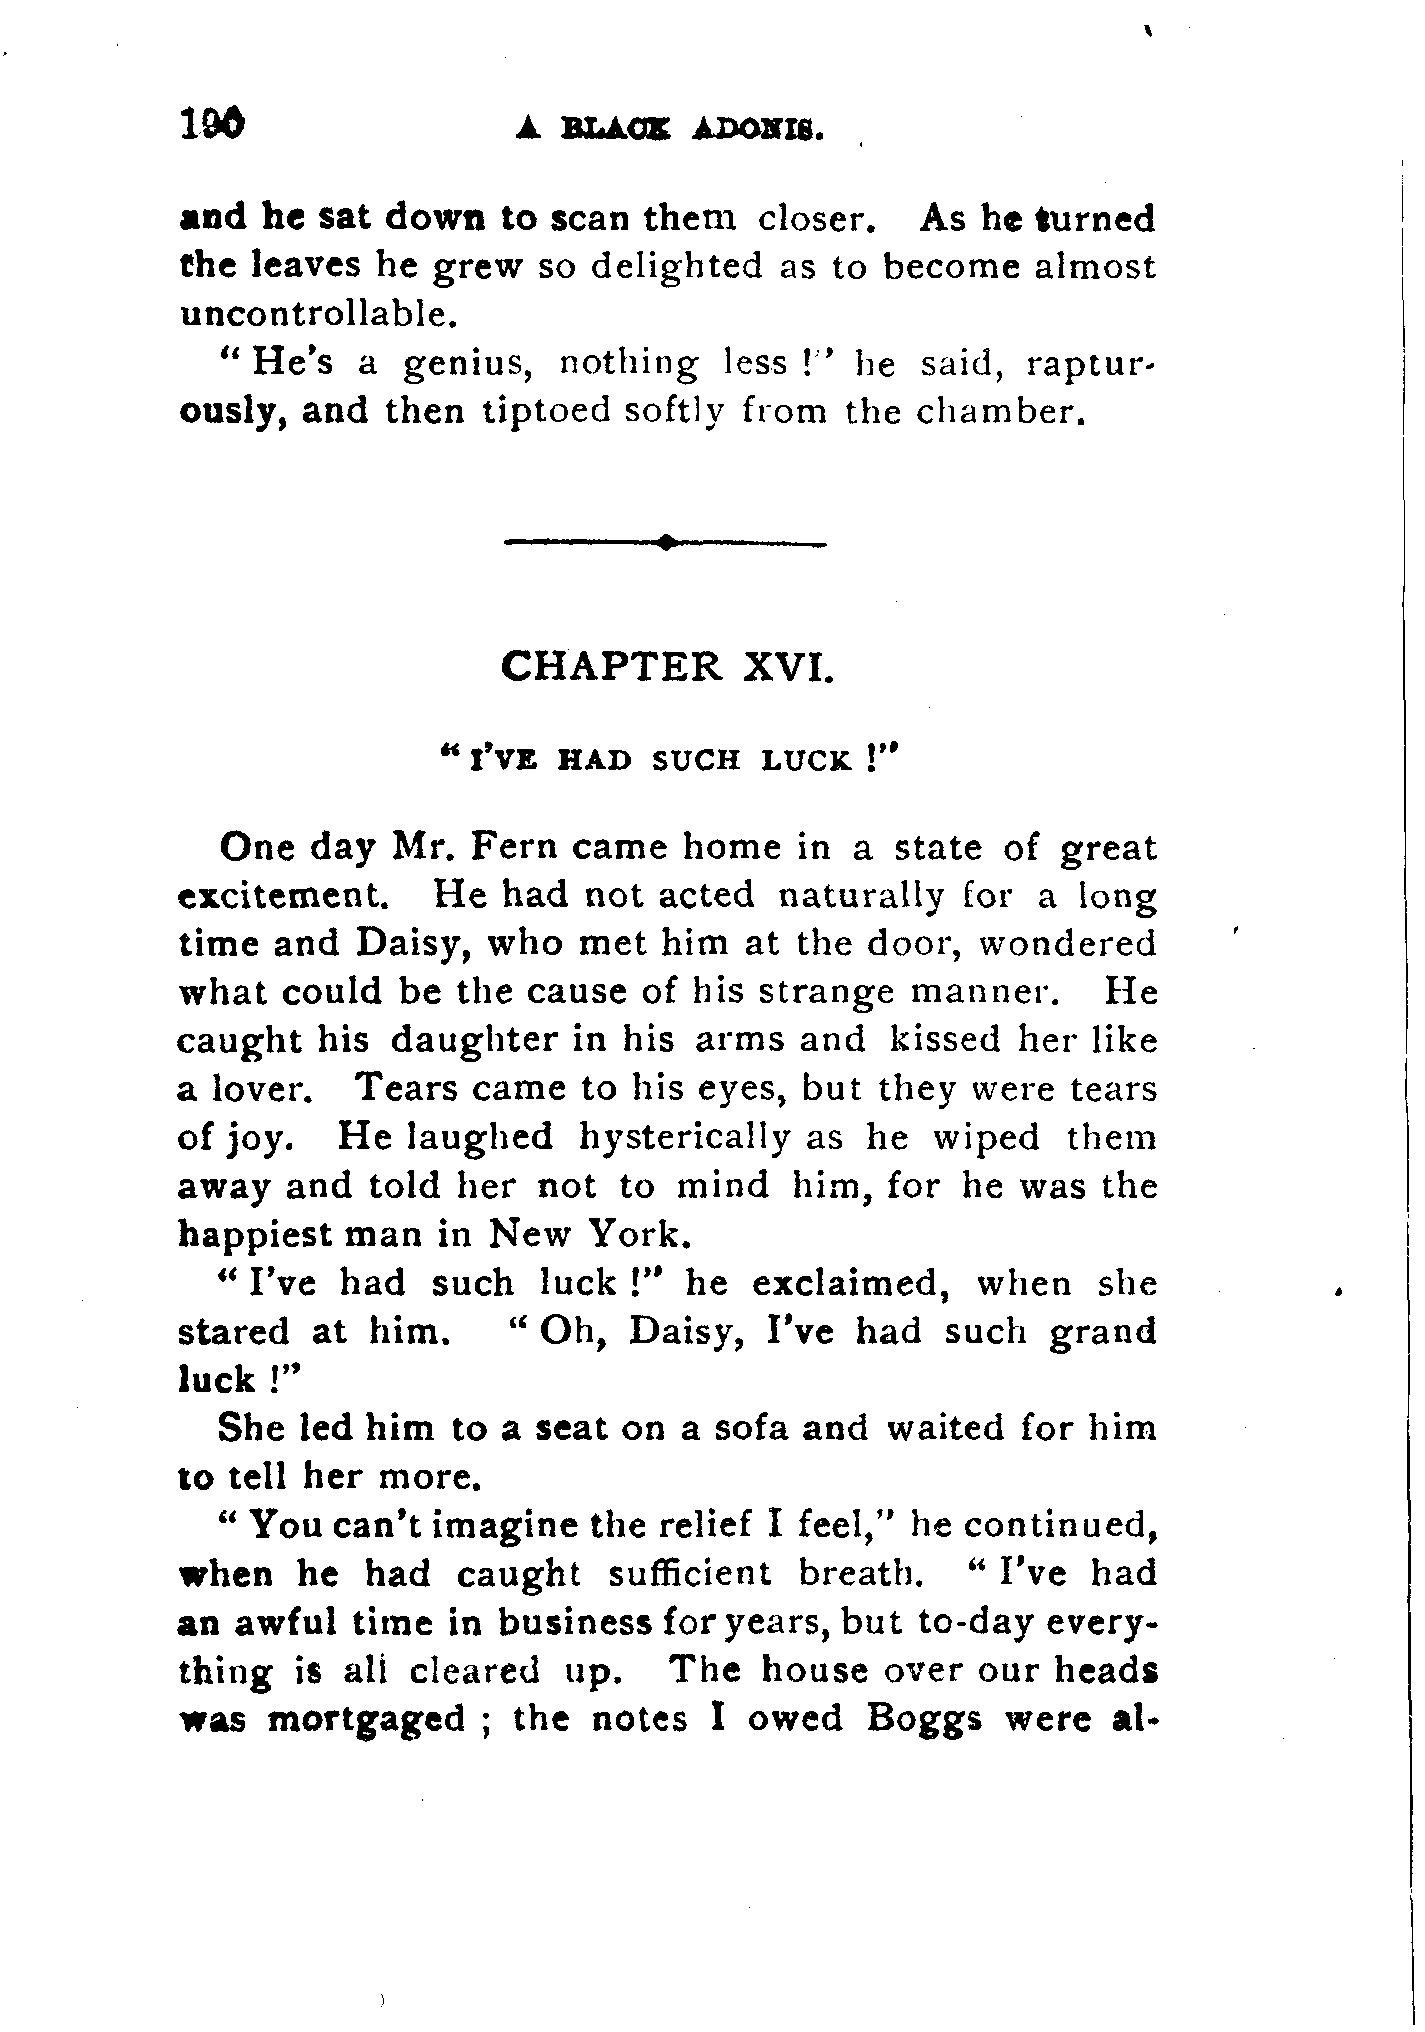 190 A BLACK ADONIS.
and he sat down to scan them closer. As he turned
the leaves he grew so delighted as to become almost
uncontrollable.
“ He's a genius, nothing less !” he said, raptur-
ously, and then tiptoed softly from the chamber.
CHAPTER XVI.
“ I'VE HAD SUCH LUCK !”
One day Mr. Fern came home in a state of great
excitement. He had not acted naturally for a long
time and Daisy, who met him at the door, wondered
what could be the cause of his strange manner. He
caught his daughter in his arms and kissed her like
a lover. Tears came to his eyes, but they were tears
of joy. He laughed hysterically as he wiped them
away and told her not to mind him, for he was the
happiest man in New York.
“ I've had such luck !” he exclaimed, when she
stared at him. “ Oh, Daisy, I've had such grand
luck !”
She led him to a seat on a sofa and waited for him
to tell her more.
“ You can't imagine the relief I feel,” he continued,
when he had caught sufficient breath. “ I've had
an awful time in business for years, but to-day every-
thing is all cleared up. The house over our heads
was mortgaged ; the notes I owed Boggs were al-